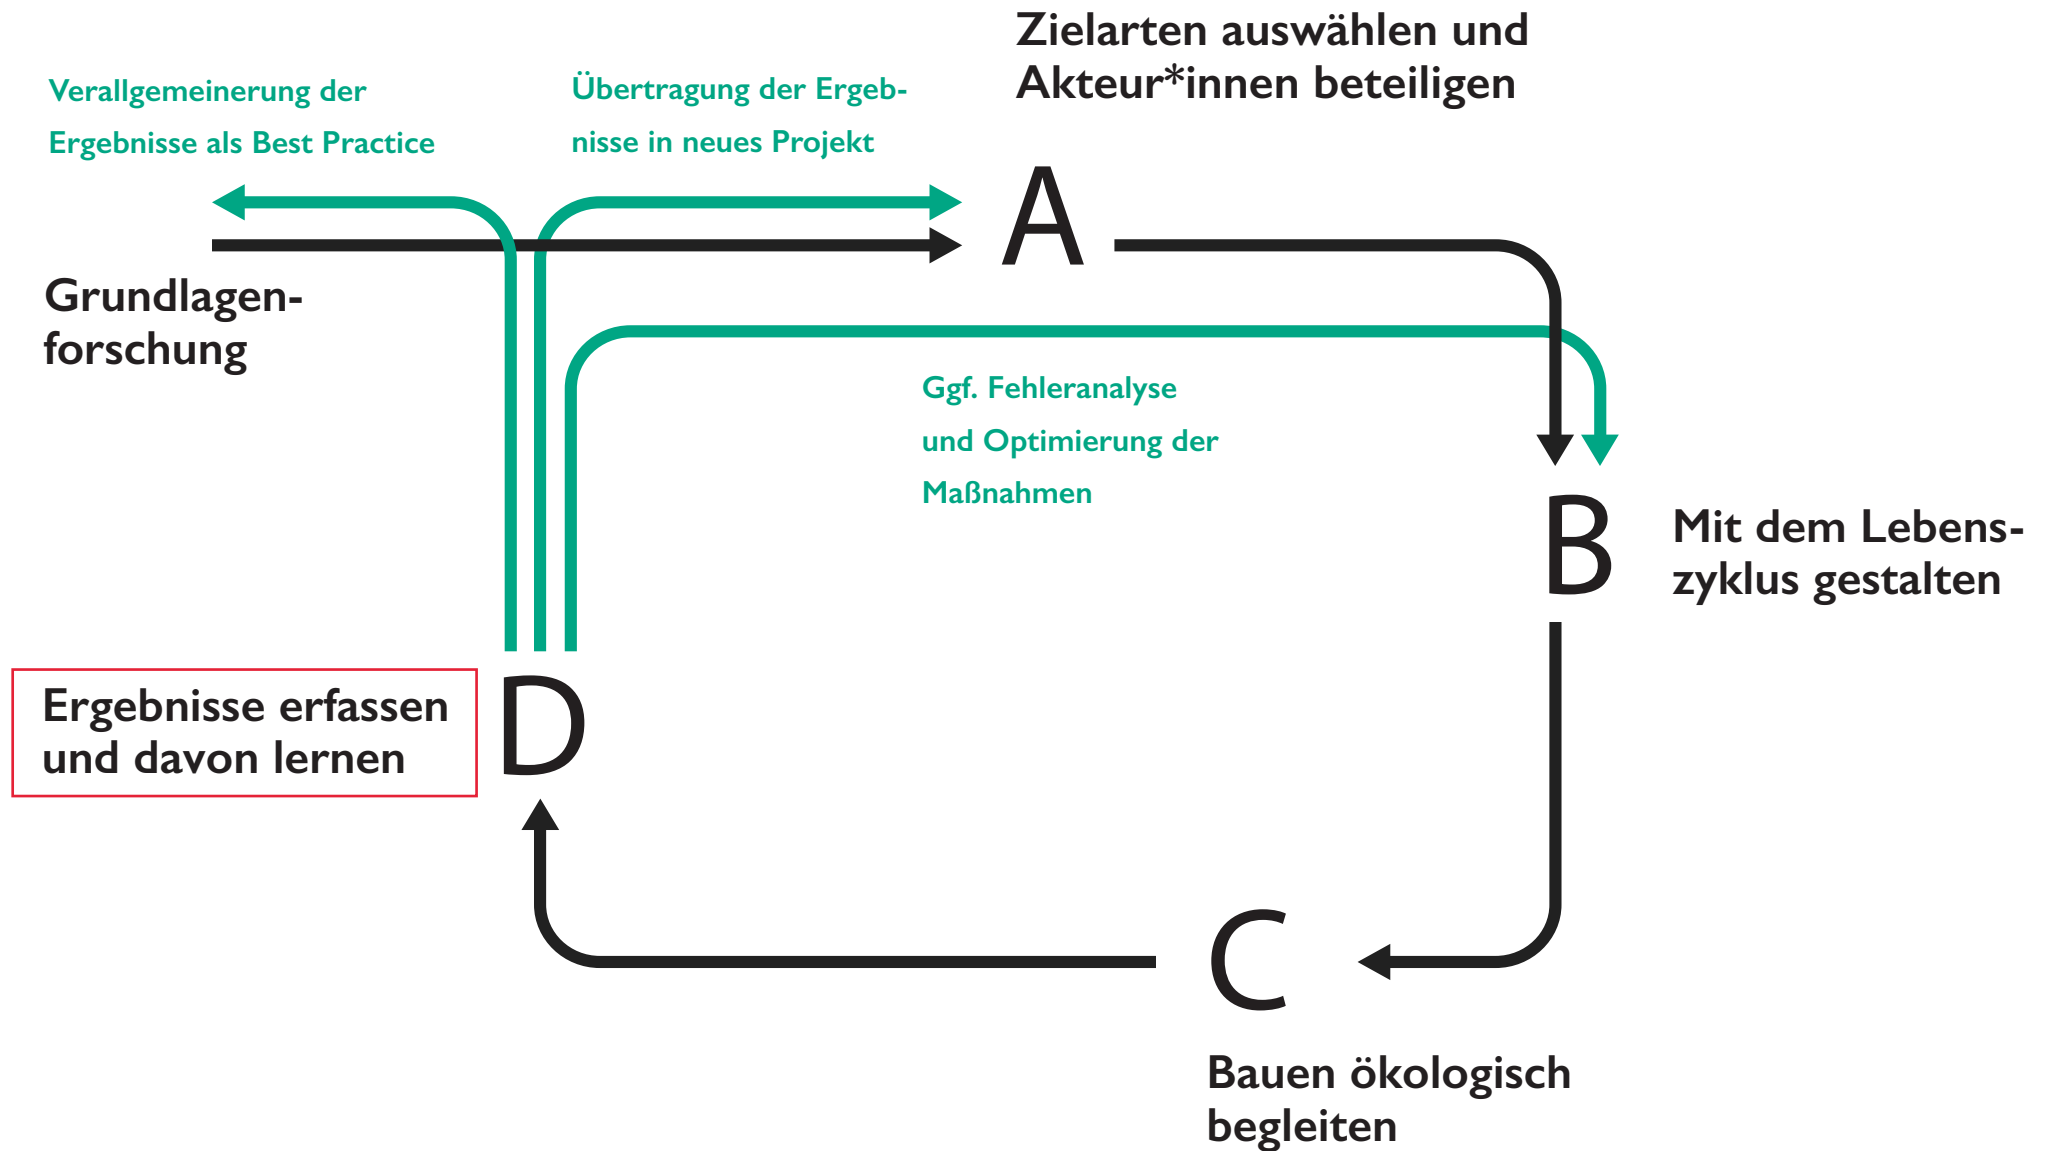 Zielarten auswählen und
Akteur*innen beteiligen
Verallgemeinerung der
Ergebnisse als Best Practice
Übertragung der Ergeb-
nisse in neues Projekt
A
Grundlagen-
forschung
Ggf. Fehleranalyse
und Optimierung der
Maßnahmen
B
Mit dem Lebens-
zyklus gestalten
Ergebnisse erfassen
und davon lernen
D
C
Bauen ökologisch
begleiten